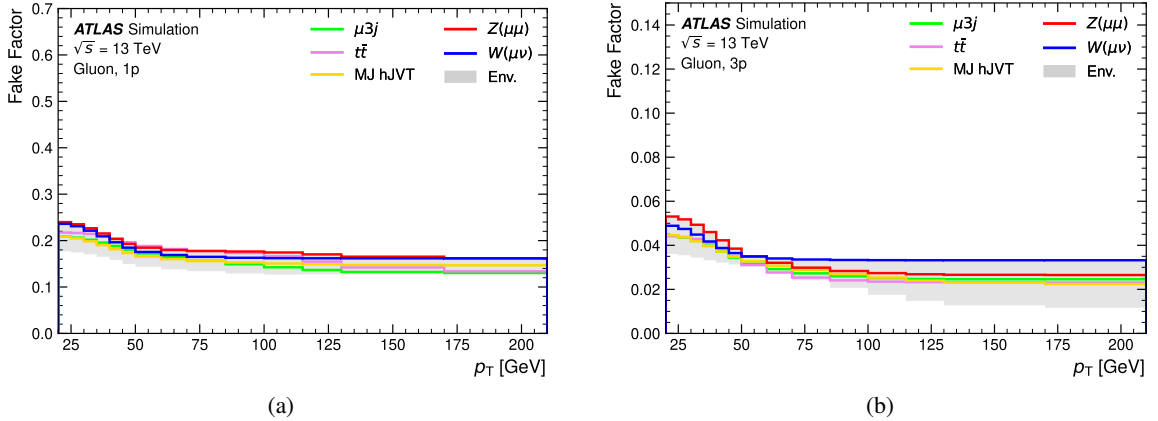 ATLAS Simulation
√s = 13 TeV
Gluon, 1p
μ3j
tt̄
MJ hJVT
Z(μμ)
W(μν)
Env.
Fake Factor
0.7
0.6
0.5
0.4
0.3
0.2
0.1
0.0
25 50 75 100 125 150 175 200
pT [GeV]
(a)
ATLAS Simulation
√s = 13 TeV
Gluon, 3p
μ3j
tt̄
MJ hJVT
Z(μμ)
W(μν)
Env.
Fake Factor
0.14
0.12
0.10
0.08
0.06
0.04
0.02
0.00
25 50 75 100 125 150 175 200
pT [GeV]
(b)